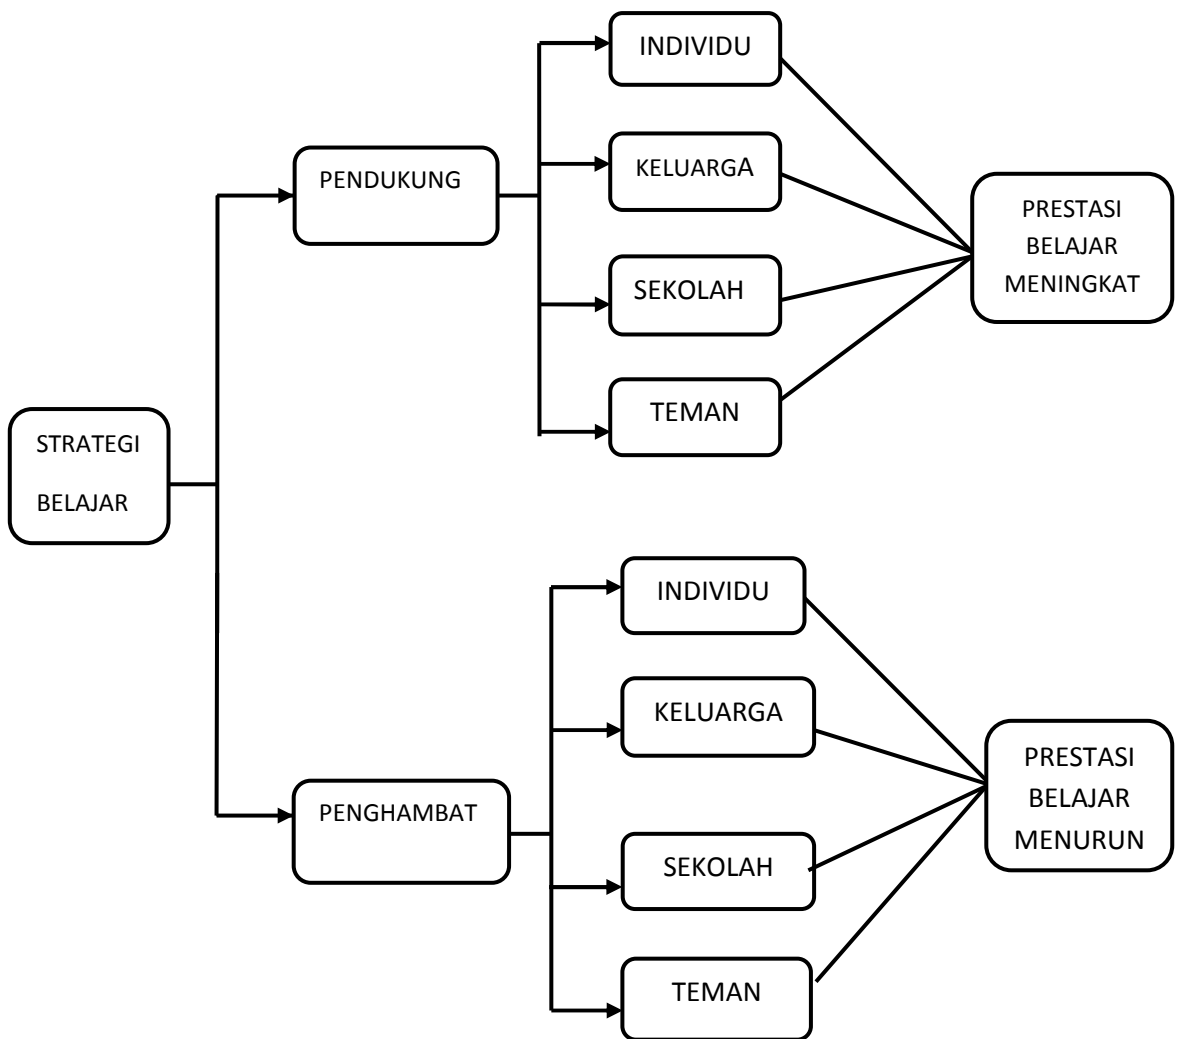 INDIVIDU
PENDUKUNG
KELUARGA
SEKOLAH
TEMAN
PRESTASI
BELAJAR
MENINGKAT
STRATEGI
BELAJAR
INDIVIDU
KELUARGA
PENGHAMBAT
SEKOLAH
TEMAN
PRESTASI
BELAJAR
MENURUN